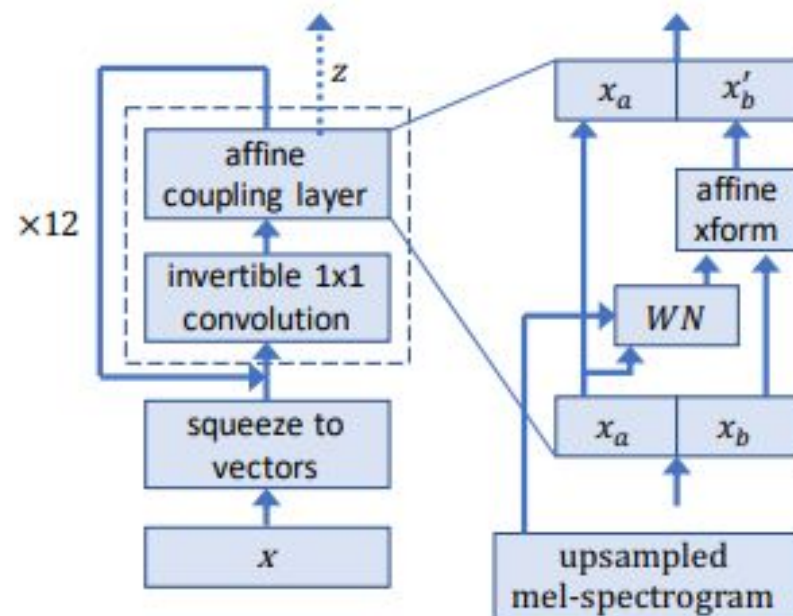 z
affine
coupling layer
×12
invertible 1x1
convolution
squeeze to
vectors
x
x_a
x_b′
affine
xform
WN
x_a
x_b
upsampled
mel-spectrogram